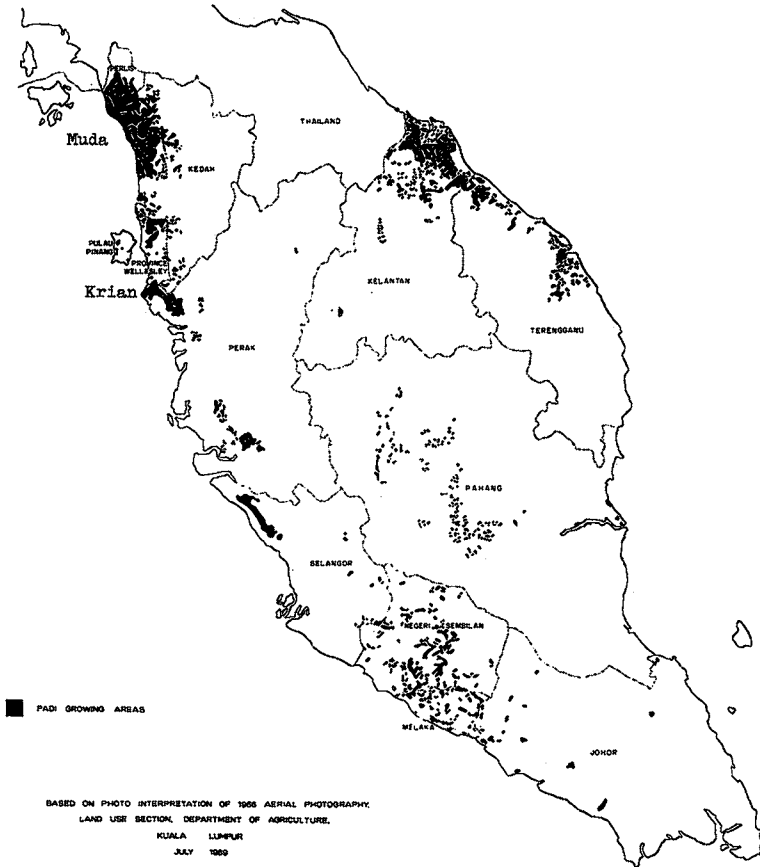 PERLIS
THAILAND
Muda
KEDAH
PULAU
PINANG
PROVINCE
WELLESLEY
Krian
KELANTAN
TERENGGANU
PERAK
PAHANG
SELANGOR
NEGERI SEMBILAN
PADI GROWING AREAS
MELAKA
JOHOR
BASED ON PHOTO INTERPRETATION OF 1966 AERIAL PHOTOGRAPHY.
LAND USE SECTION, DEPARTMENT OF AGRICULTURE,
KUALA LUMPUR
JULY 1969